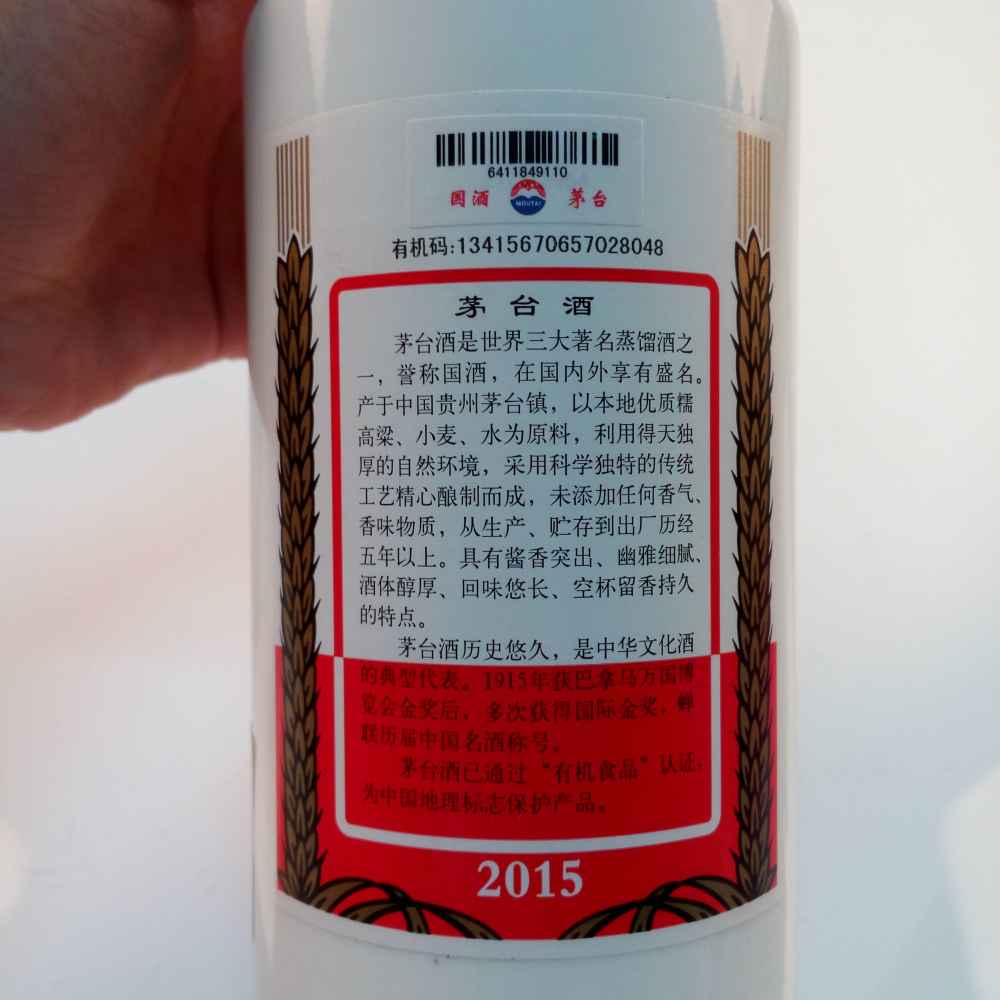 6411849110
国酒 MOUTAI 茅台
有机码:13415670657028048
茅台酒
茅台酒是世界三大著名蒸馏酒之
一，誉称国酒，在国内外享有盛名。
产于中国贵州茅台镇，以本地优质糯
高粱、小麦、水为原料，利用得天独
厚的自然环境，采用科学独特的传统
工艺精心酿制而成，未添加任何香气、
香味物质，从生产、贮存到出厂历经
五年以上。具有酱香突出、幽雅细腻、
酒体醇厚、回味悠长、空杯留香持久
的特点。
茅台酒历史悠久，是中华文化酒
的典型代表。1915年获巴拿马万国博
览会金奖后，多次获得国际金奖，蝉
联历届中国名酒称号。
茅台酒已通过“有机食品”认证，
为中国地理标志保护产品。
2015